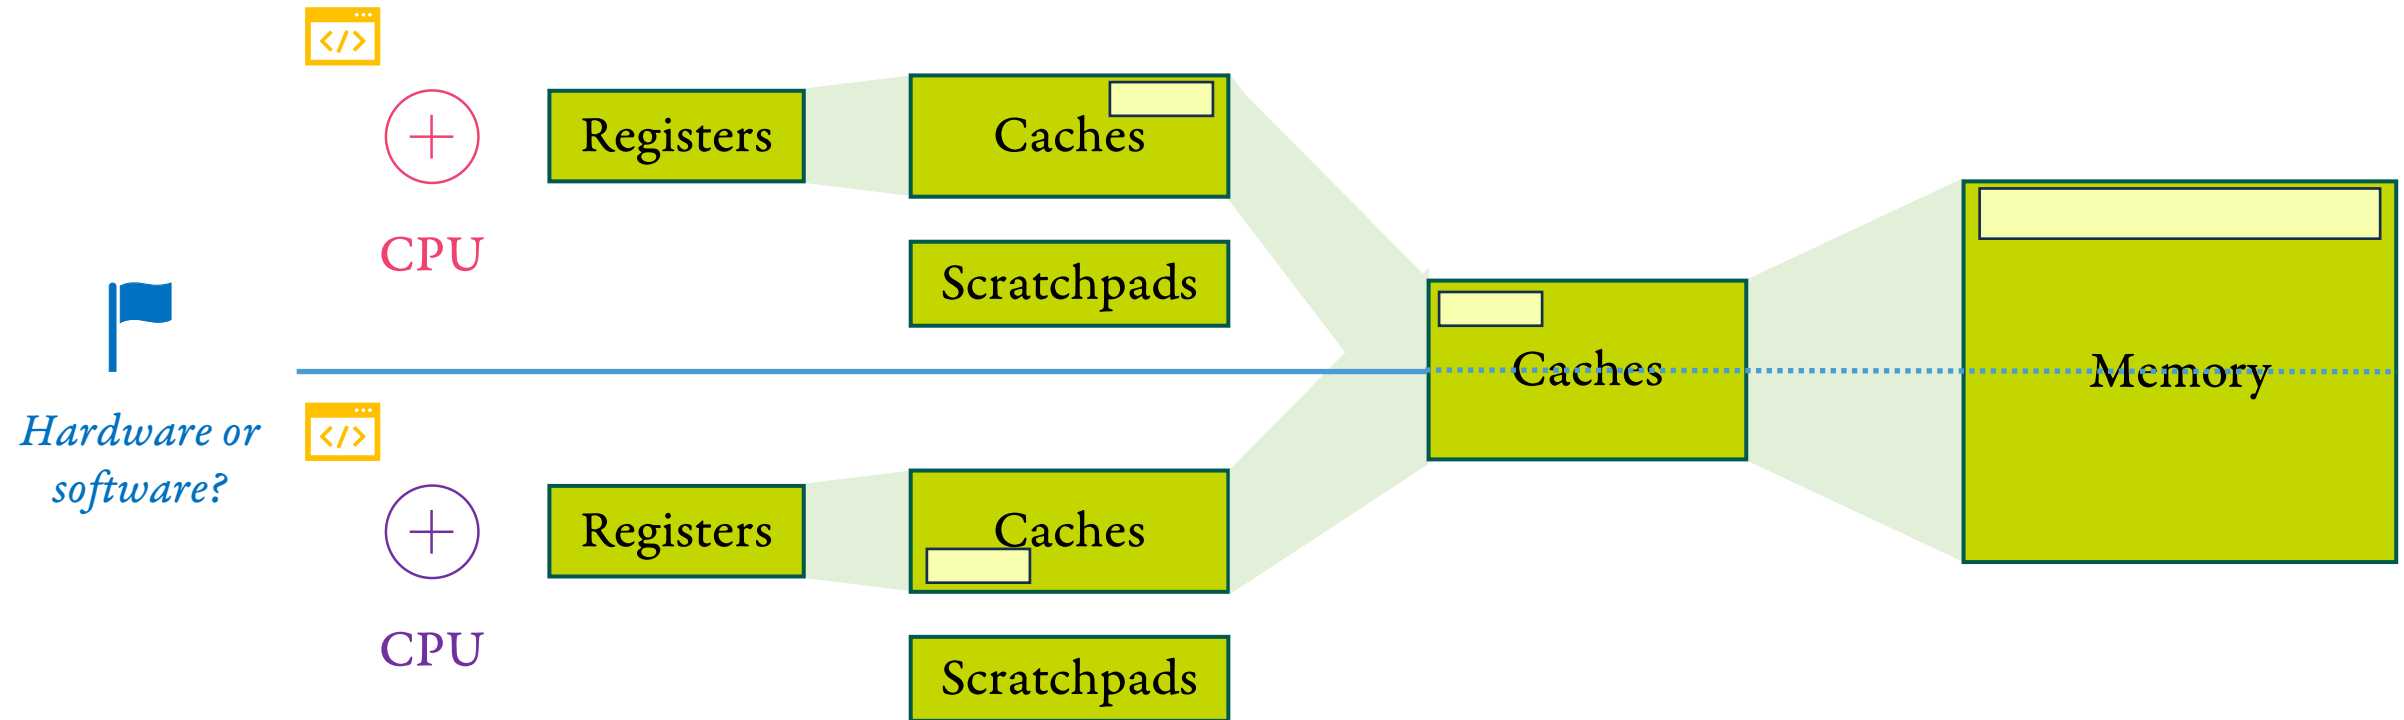 Registers
Caches
CPU
Scratchpads
Hardware or
software?
Caches
Memory
Registers
Caches
CPU
Scratchpads